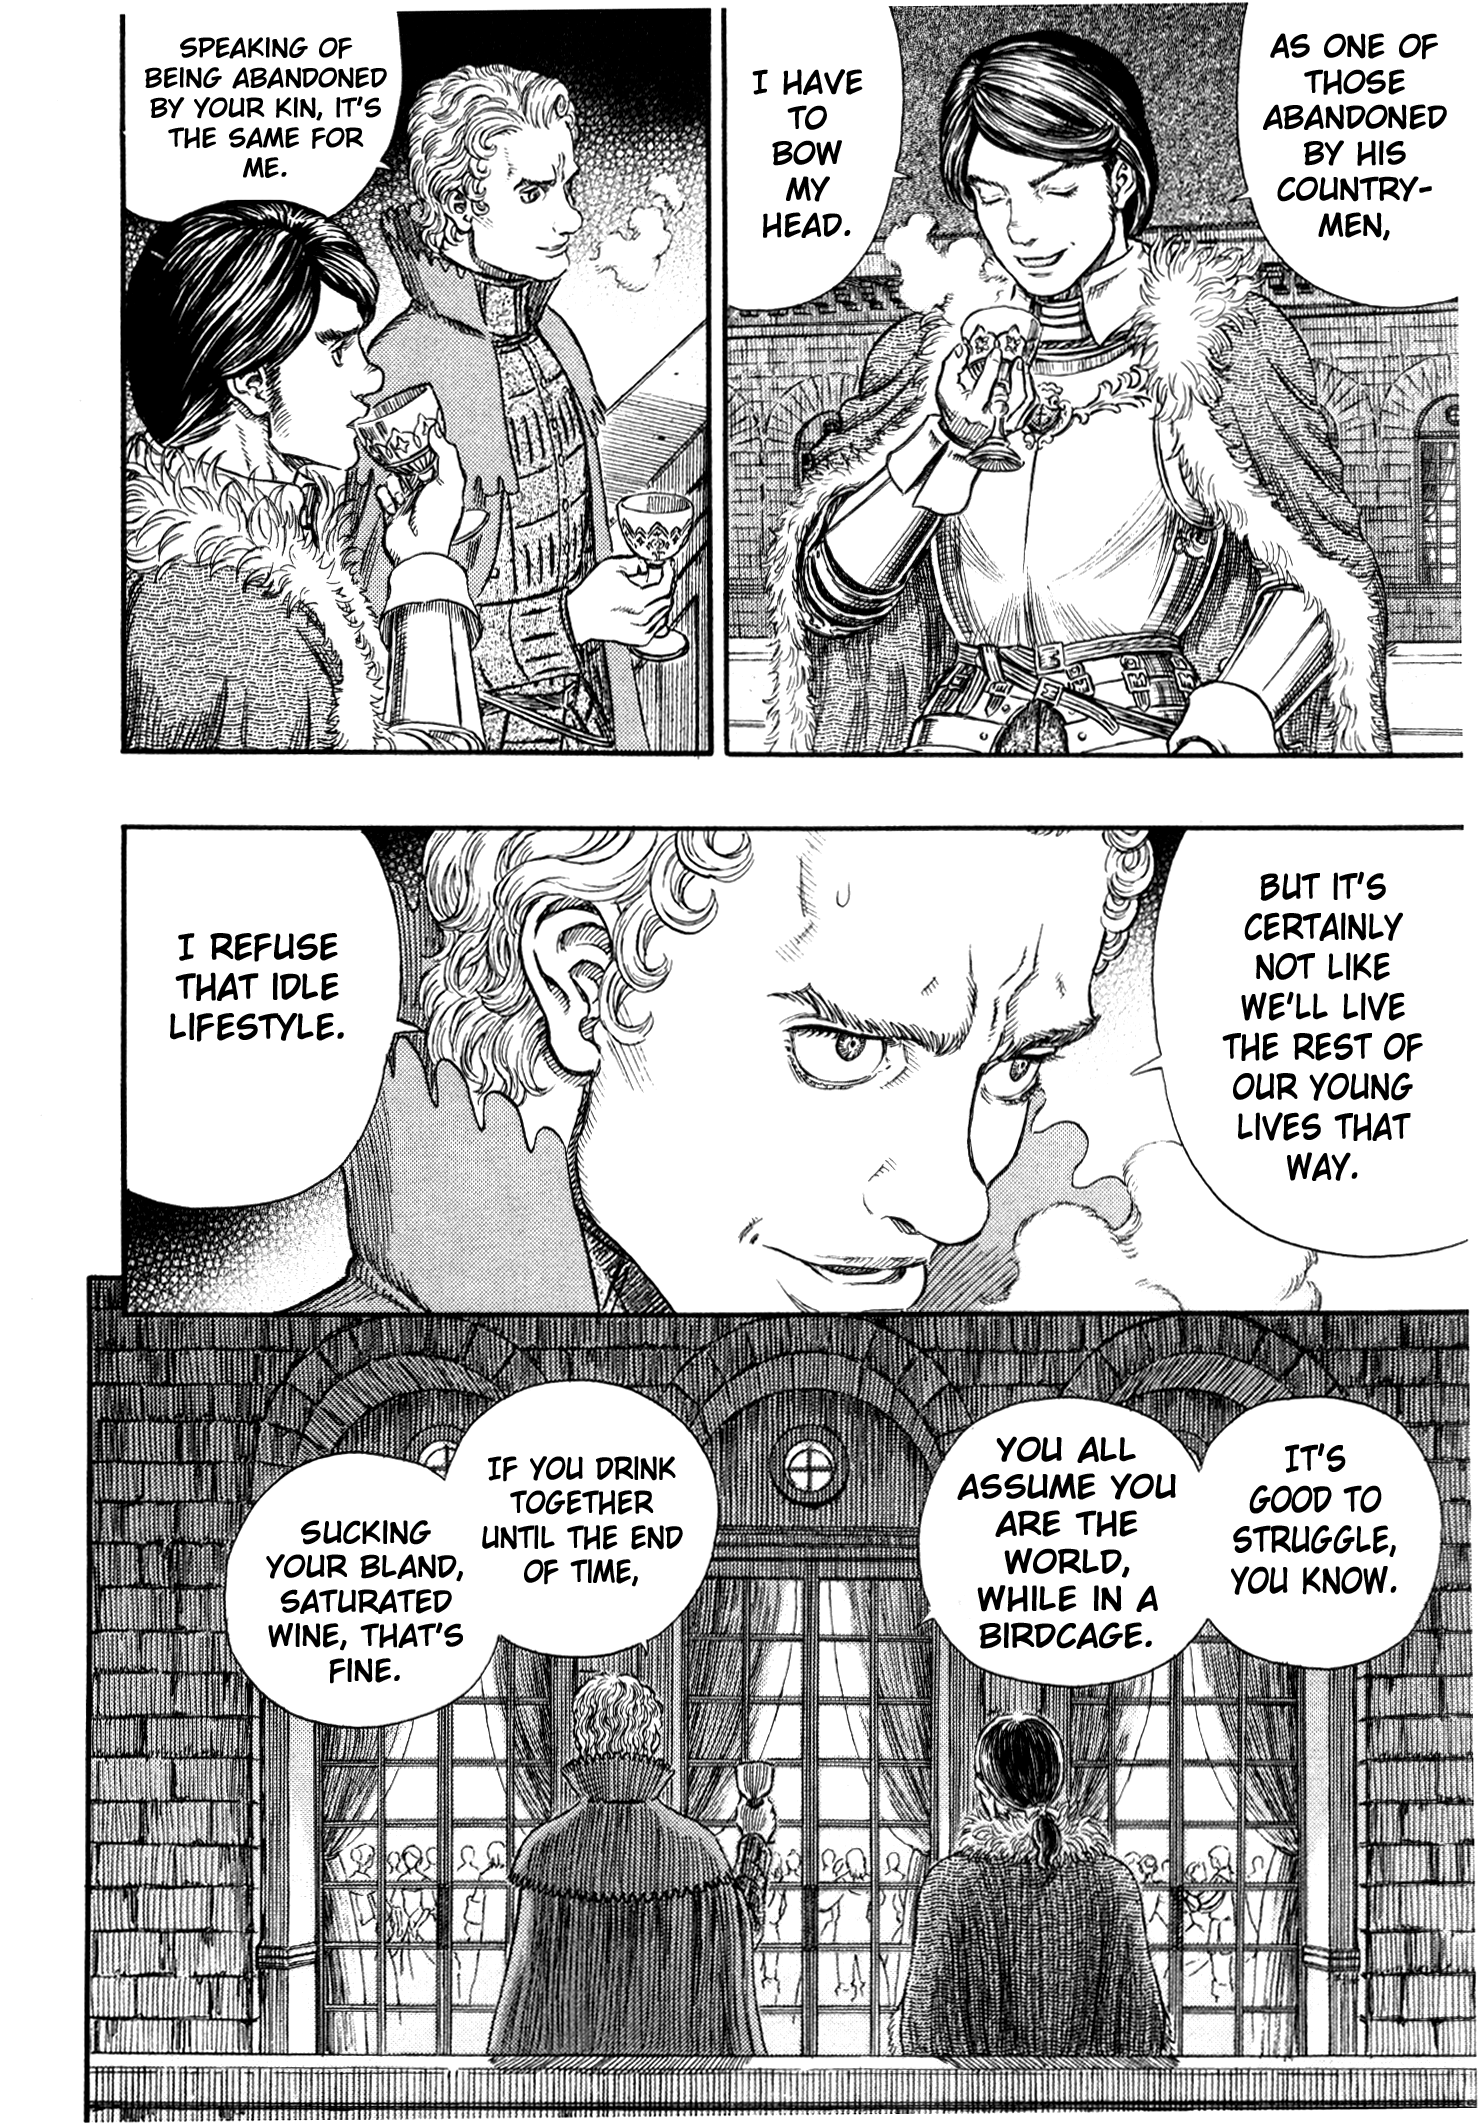 AS ONE OF
THOSE
ABANDONED
BY HIS
COUNTRY-
MEN,
I HAVE
TO
BOW
MY
HEAD.
SPEAKING OF
BEING ABANDONED
BY YOUR KIN, IT'S
THE SAME FOR
ME.
BUT IT'S
CERTAINLY
NOT LIKE
WE'LL LIVE
THE REST OF
OUR YOUNG
LIVES THAT
WAY.
I REFUSE
THAT IDLE
LIFESTYLE.
IT'S
GOOD TO
STRUGGLE,
YOU KNOW.
YOU ALL
ASSUME YOU
ARE THE
WORLD,
WHILE IN A
BIRDCAGE.
IF YOU DRINK
TOGETHER
UNTIL THE END
OF TIME,
SUCKING
YOUR BLAND,
SATURATED
WINE, THAT'S
FINE.